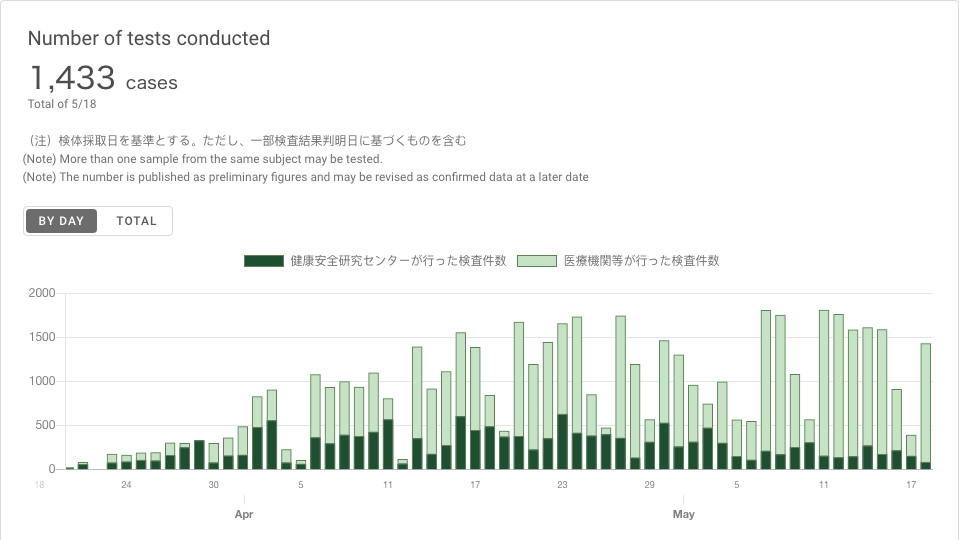 Number of tests conducted
1,433 cases
Total of 5/18
（注）検体採取日を基準とする。ただし、一部検査結果判明日に基づくものを含む
(Note) More than one sample from the same subject may be tested.
(Note) The number is published as preliminary figures and may be revised as confirmed data at a later date
BY DAY TOTAL
健康安全研究センターが行った検査件数 医療機関等が行った検査件数
2000
1500
1000
500
0
18 24 30 5 11 17 23 29 5 11 17
Apr May